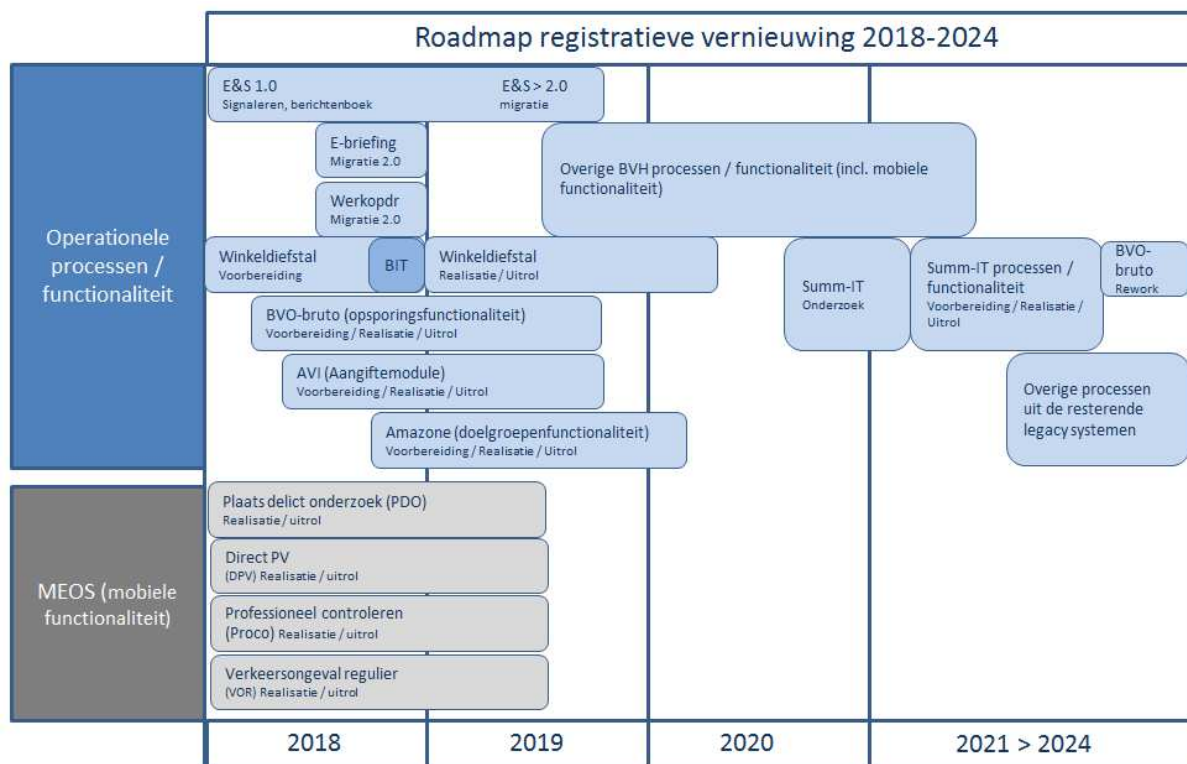 Roadmap registratieve vernieuwing 2018-2024
Operationele
processen /
functionaliteit
E&S 1.0
Signaleren, berichtenboek
E&S > 2.0
migratie
E-briefing
Migratie 2.0
Overige BVH processen / functionaliteit (incl. mobiele
functionaliteit)
Werkopdr
Migratie 2.0
Winkeldiefstal
Voorbereiding
BIT
Winkeldiefstal
Realisatie / Uitrol
Summ-IT
Onderzoek
Summ-IT processen /
functionaliteit
Voorbereiding / Realisatie /
Uitrol
BVO-
bruto
Rework
BVO-bruto (opsporingsfunctionaliteit)
Voorbereiding / Realisatie / Uitrol
AVI (Aangiftemodule)
Voorbereiding / Realisatie / Uitrol
Overige processen
uit de resterende
legacy systemen
Amazone (doelgroepenfunctionaliteit)
Voorbereiding / Realisatie / Uitrol
MEOS (mobiele
functionaliteit)
Plaats delict onderzoek (PDO)
Realisatie / uitrol
Direct PV
(DPV) Realisatie / uitrol
Professioneel controleren
(Proco) Realisatie / uitrol
Verkeersongeval regulier
(VOR) Realisatie / uitrol
2018
2019
2020
2021 > 2024